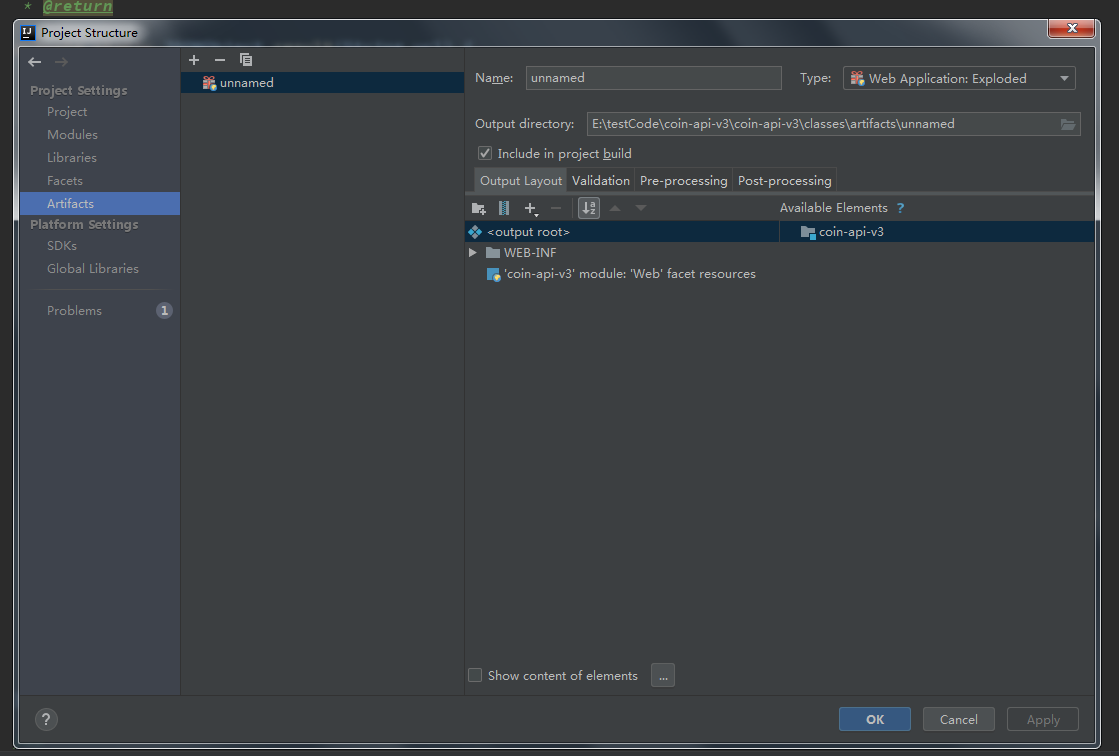 * @return
IJ Project Structure
Project Settings
Project
Modules
Libraries
Facets
Artifacts
Platform Settings
SDKs
Global Libraries
Problems 1
unnamed
Name: unnamed Type: Web Application: Exploded
Output directory: E:\testCode\coin-api-v3\coin-api-v3\classes\artifacts\unnamed
Include in project build
Output Layout Validation Pre-processing Post-processing
Available Elements ?
<output root> coin-api-v3
WEB-INF
'coin-api-v3' module: 'Web' facet resources
Show content of elements ...
? OK Cancel Apply